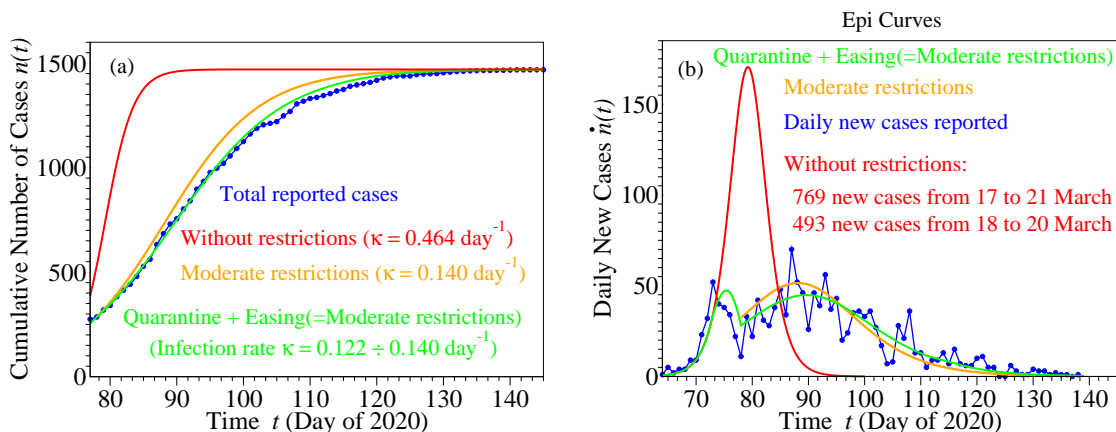 (a)
1500
1000
500
0
Cumulative Number of Cases n(t)
Total reported cases
Without restrictions (κ = 0.464 day⁻¹)
Moderate restrictions (κ = 0.140 day⁻¹)
Quarantine + Easing(=Moderate restrictions)
(Infection rate κ = 0.122 ÷ 0.140 day⁻¹)
80 90 100 110 120 130 140
Time t (Day of 2020)
Epi Curves
(b)
150
100
50
0
Daily New Cases ṅ(t)
Quarantine + Easing(=Moderate restrictions)
Moderate restrictions
Daily new cases reported
Without restrictions:
769 new cases from 17 to 21 March
493 new cases from 18 to 20 March
70 80 90 100 110 120 130 140
Time t (Day of 2020)